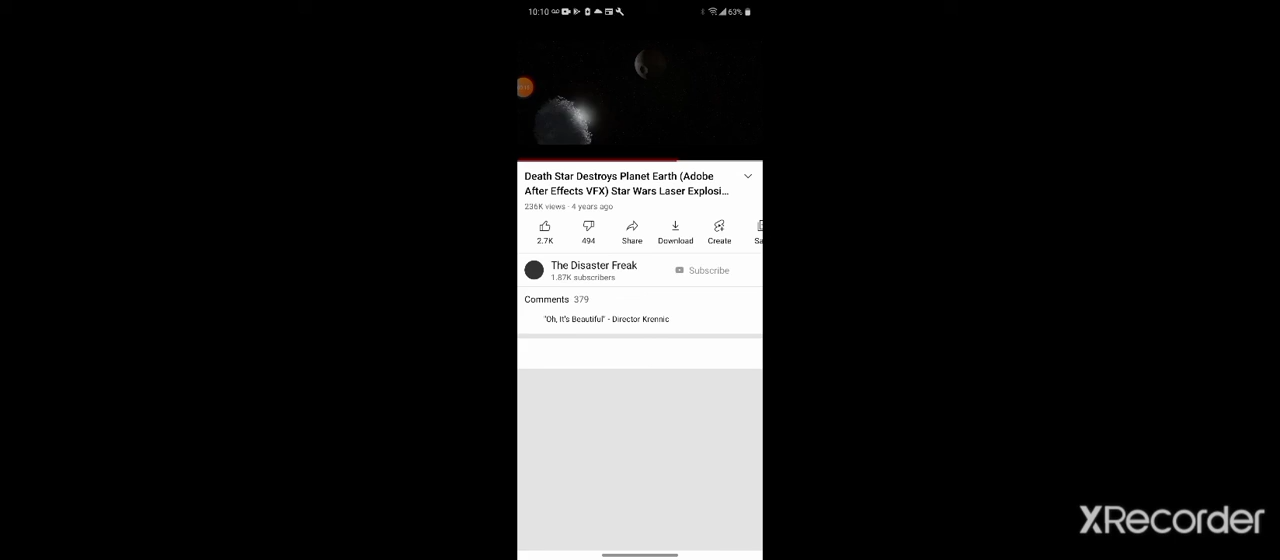 10:10
63%
Death Star Destroys Planet Earth (Adobe
After Effects VFX) Star Wars Laser Explosi...
236K views · 4 years ago
2.7K 494 Share Download Create Sa
The Disaster Freak
1.87K subscribers
Subscribe
Comments 379
"Oh, It's Beautiful" - Director Krennic
XRecorder